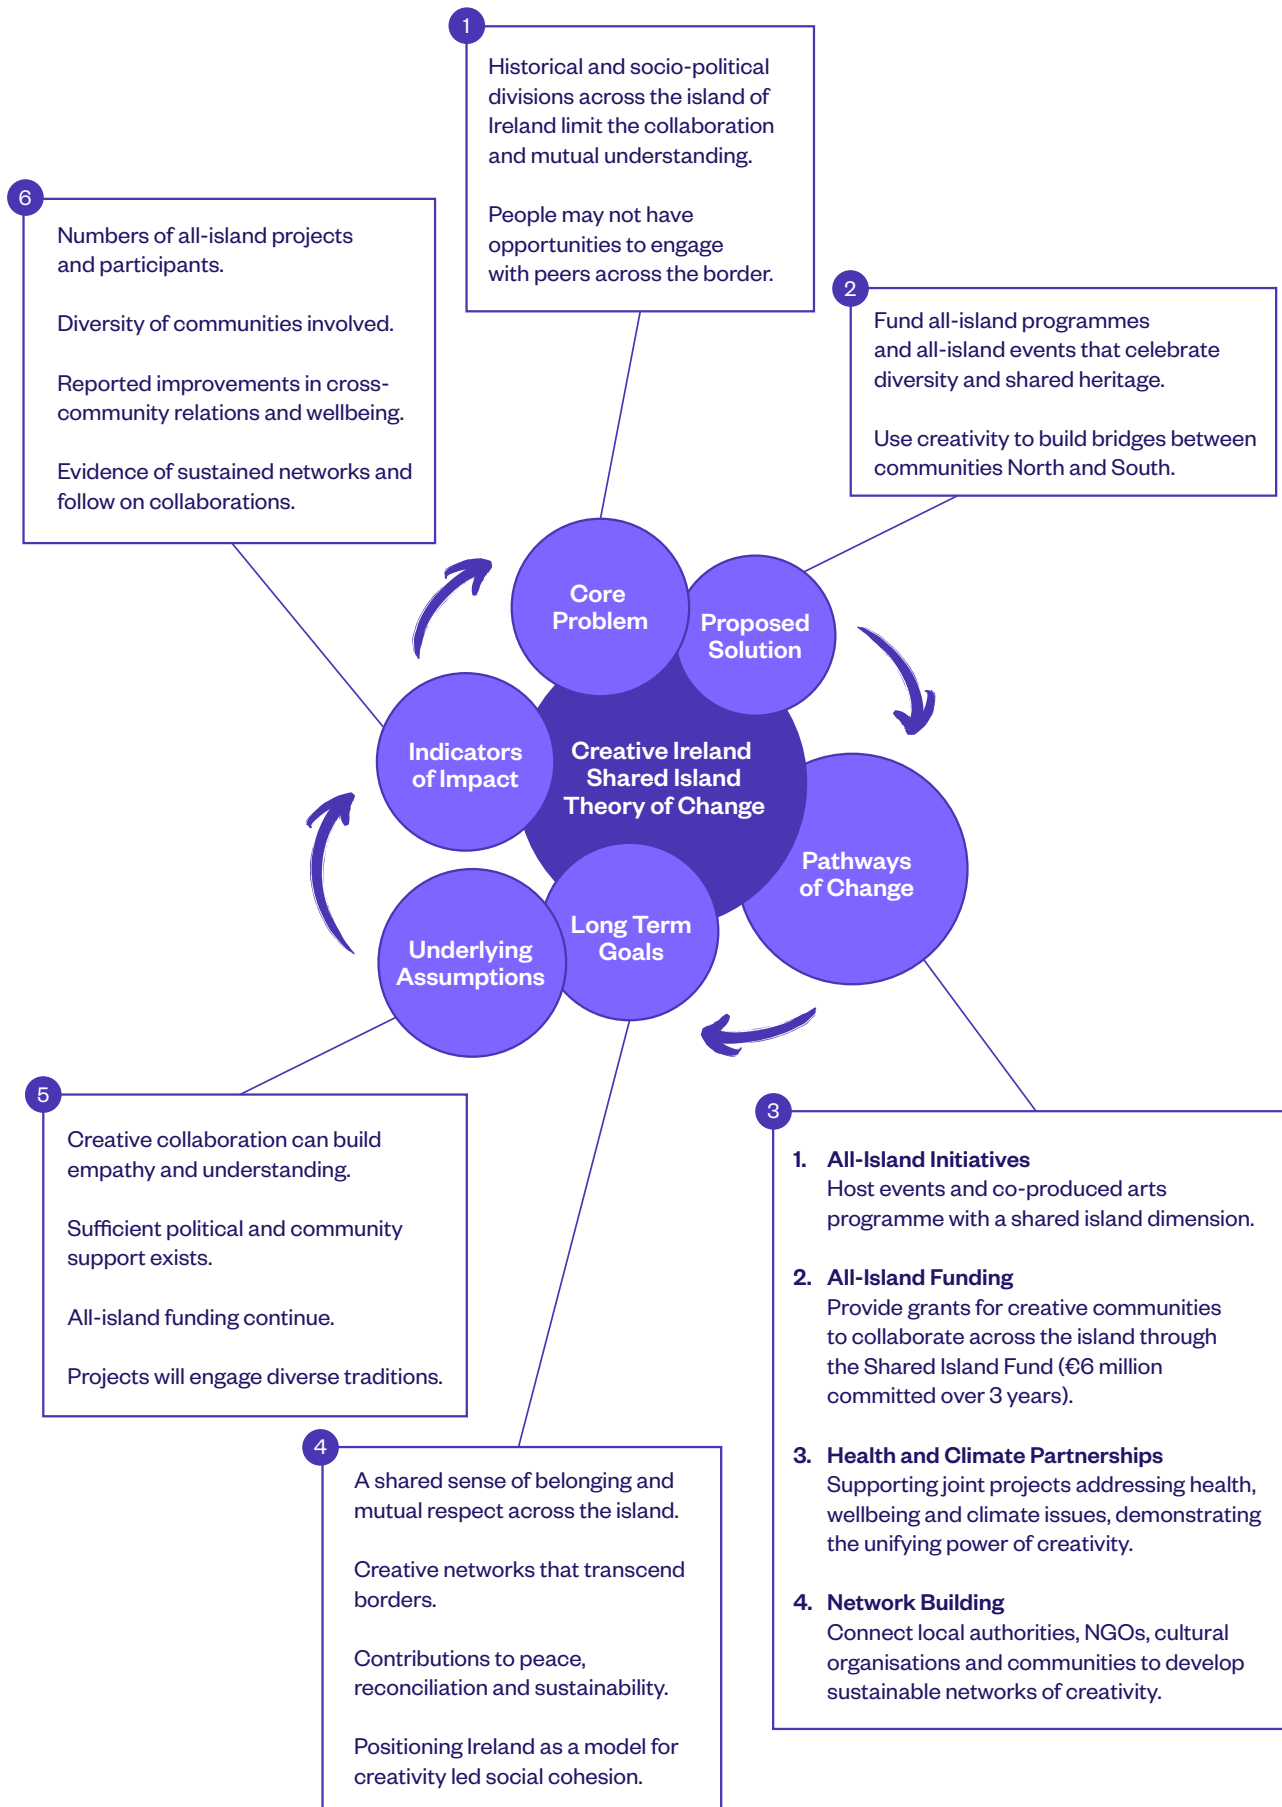 1
Historical and socio-political
divisions across the island of
Ireland limit the collaboration
and mutual understanding.
People may not have
opportunities to engage
with peers across the border.
2
Fund all-island programmes
and all-island events that celebrate
diversity and shared heritage.
Use creativity to build bridges between
communities North and South.
6
Numbers of all-island projects
and participants.
Diversity of communities involved.
Reported improvements in cross-
community relations and wellbeing.
Evidence of sustained networks and
follow on collaborations.
Core
Problem
Proposed
Solution
Indicators
of Impact
Creative Ireland
Shared Island
Theory of Change
Pathways
of Change
Long Term
Goals
Underlying
Assumptions
5
Creative collaboration can build
empathy and understanding.
Sufficient political and community
support exists.
All-island funding continue.
Projects will engage diverse traditions.
3
1. All-Island Initiatives
Host events and co-produced arts
programme with a shared island dimension.
2. All-Island Funding
Provide grants for creative communities
to collaborate across the island through
the Shared Island Fund (€6 million
committed over 3 years).
3. Health and Climate Partnerships
Supporting joint projects addressing health,
wellbeing and climate issues, demonstrating
the unifying power of creativity.
4. Network Building
Connect local authorities, NGOs, cultural
organisations and communities to develop
sustainable networks of creativity.
4
A shared sense of belonging and
mutual respect across the island.
Creative networks that transcend
borders.
Contributions to peace,
reconciliation and sustainability.
Positioning Ireland as a model for
creativity led social cohesion.